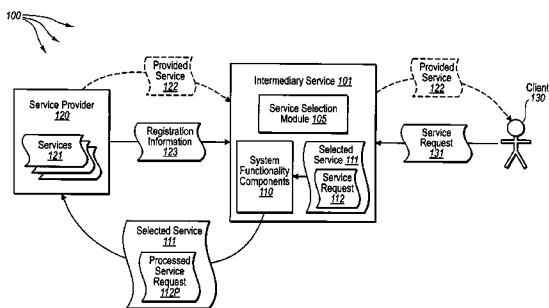 100
Provided
Service
122
Provided
Service
122
Intermediary Service 101
Service Selection
Module 105
Client
130
Service Provider
120
Services
121
Registration
Information
123
Service
Request
131
System
Functionality
Components
110
Selected
Service 111
Service
Request
112
Selected Service
111
Processed
Service
Request
112P